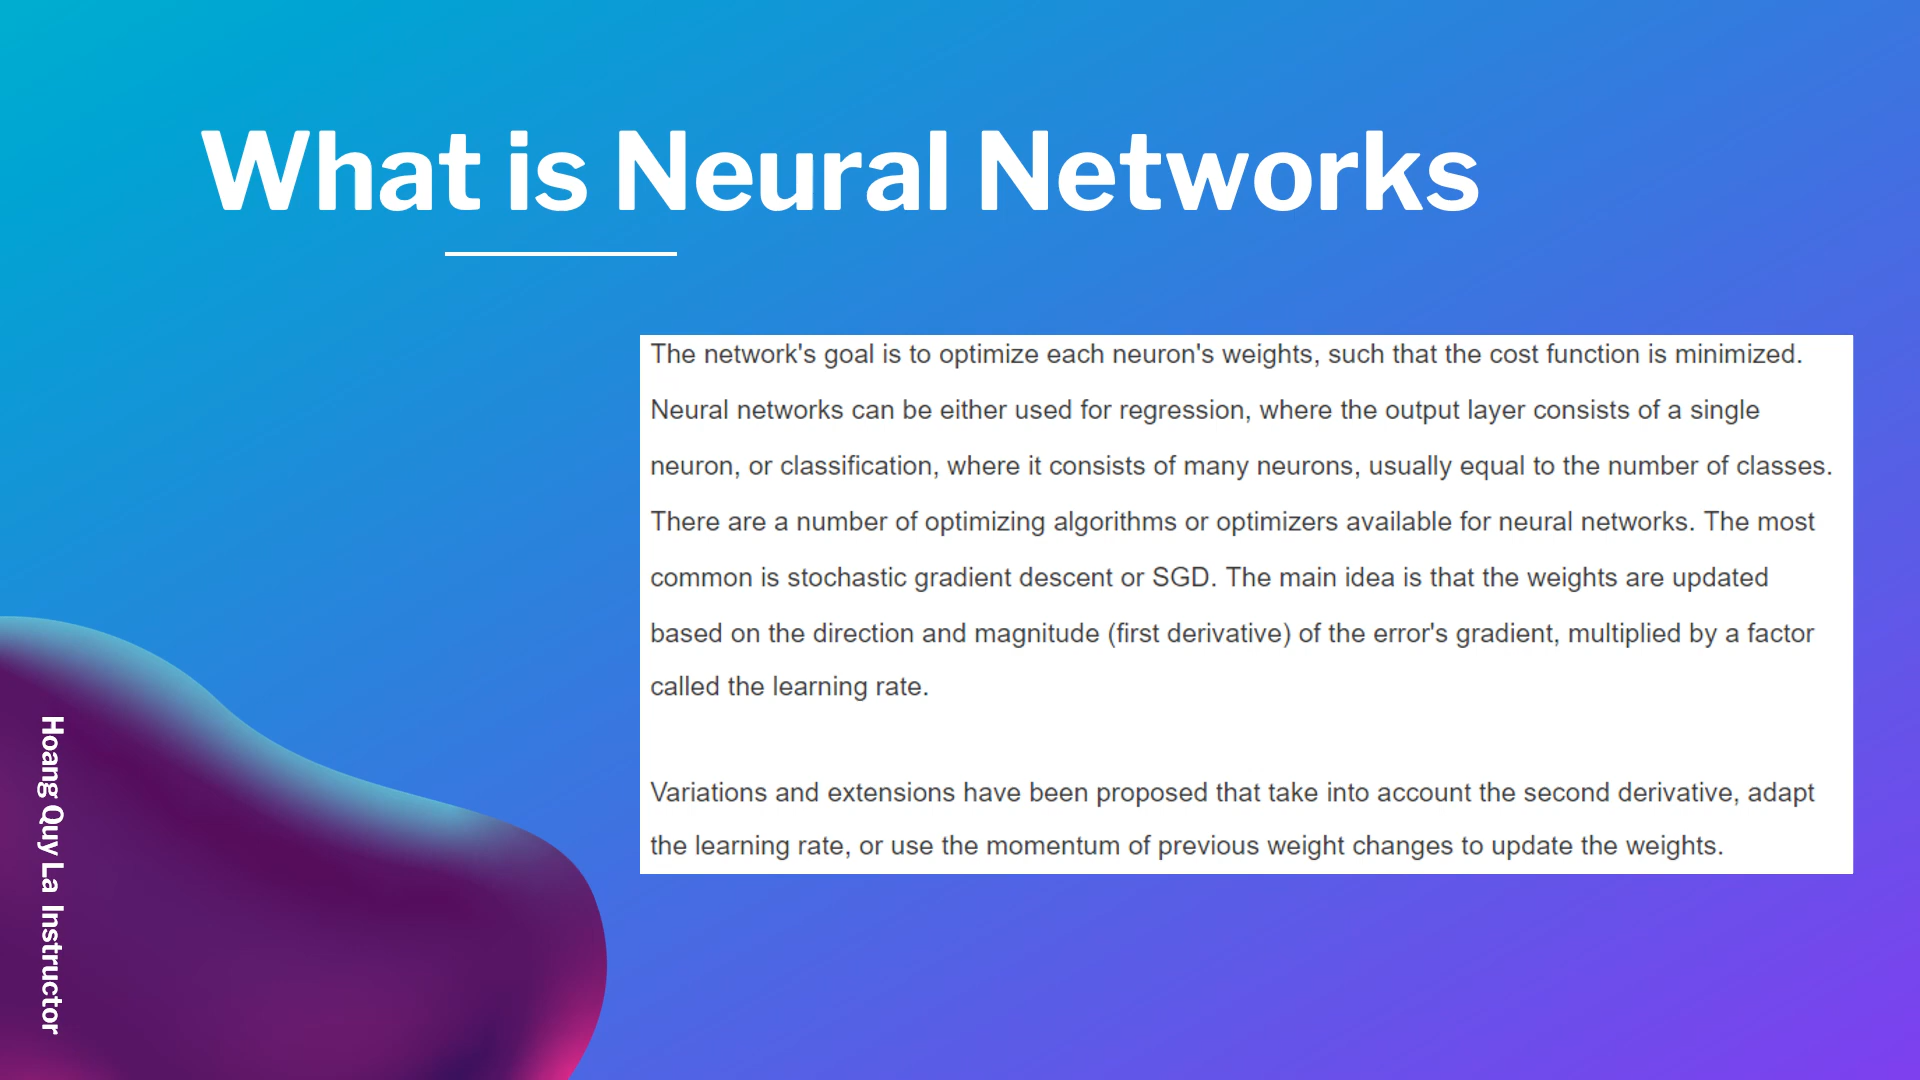 What is Neural Networks
The network's goal is to optimize each neuron's weights, such that the cost function is minimized.
Neural networks can be either used for regression, where the output layer consists of a single
neuron, or classification, where it consists of many neurons, usually equal to the number of classes.
There are a number of optimizing algorithms or optimizers available for neural networks. The most
common is stochastic gradient descent or SGD. The main idea is that the weights are updated
based on the direction and magnitude (first derivative) of the error's gradient, multiplied by a factor
called the learning rate.
Variations and extensions have been proposed that take into account the second derivative, adapt
the learning rate, or use the momentum of previous weight changes to update the weights.
Hoang Quy La Instructor